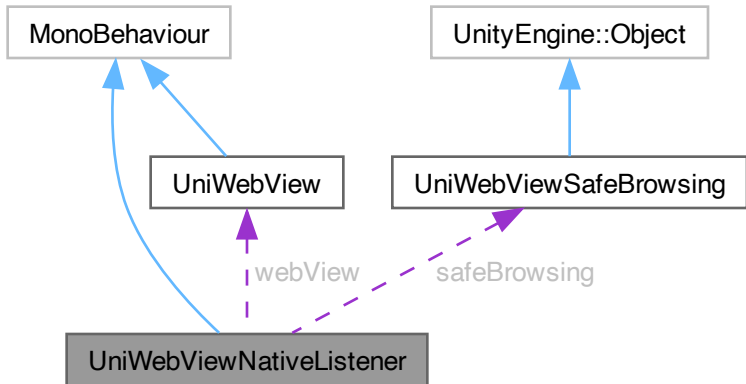 MonoBehaviour
UnityEngine::Object
UniWebView
UniWebViewSafeBrowsing
webView
safeBrowsing
UniWebViewNativeListener